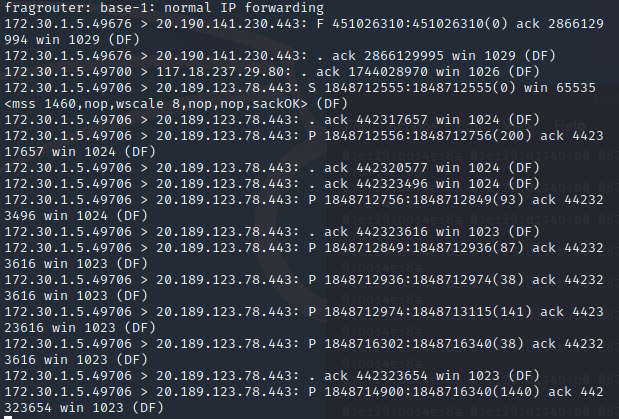 fragrouter: base-1: normal IP forwarding
172.30.1.5.49676 > 20.190.141.230.443: F 451026310:451026310(0) ack 2866129
994 win 1029 (DF)
172.30.1.5.49676 > 20.190.141.230.443: . ack 2866129995 win 1029 (DF)
172.30.1.5.49700 > 117.18.237.29.80: . ack 1744028970 win 1026 (DF)
172.30.1.5.49706 > 20.189.123.78.443: S 1848712555:1848712555(0) win 65535
<mss 1460,nop,wscale 8,nop,nop,sackOK> (DF)
172.30.1.5.49706 > 20.189.123.78.443: . ack 442317657 win 1024 (DF)
172.30.1.5.49706 > 20.189.123.78.443: P 1848712556:1848712756(200) ack 4423
17657 win 1024 (DF)
172.30.1.5.49706 > 20.189.123.78.443: . ack 442320577 win 1024 (DF)
172.30.1.5.49706 > 20.189.123.78.443: . ack 442323496 win 1024 (DF)
172.30.1.5.49706 > 20.189.123.78.443: P 1848712756:1848712849(93) ack 44232
3496 win 1024 (DF)
172.30.1.5.49706 > 20.189.123.78.443: . ack 442323616 win 1023 (DF)
172.30.1.5.49706 > 20.189.123.78.443: P 1848712849:1848712936(87) ack 44232
3616 win 1023 (DF)
172.30.1.5.49706 > 20.189.123.78.443: P 1848712936:1848712974(38) ack 44232
3616 win 1023 (DF)
172.30.1.5.49706 > 20.189.123.78.443: P 1848712974:1848713115(141) ack 4423
23616 win 1023 (DF)
172.30.1.5.49706 > 20.189.123.78.443: P 1848716302:1848716340(38) ack 44232
3616 win 1023 (DF)
172.30.1.5.49706 > 20.189.123.78.443: . ack 442323654 win 1023 (DF)
172.30.1.5.49706 > 20.189.123.78.443: P 1848714900:1848716340(1440) ack 442
323654 win 1023 (DF)